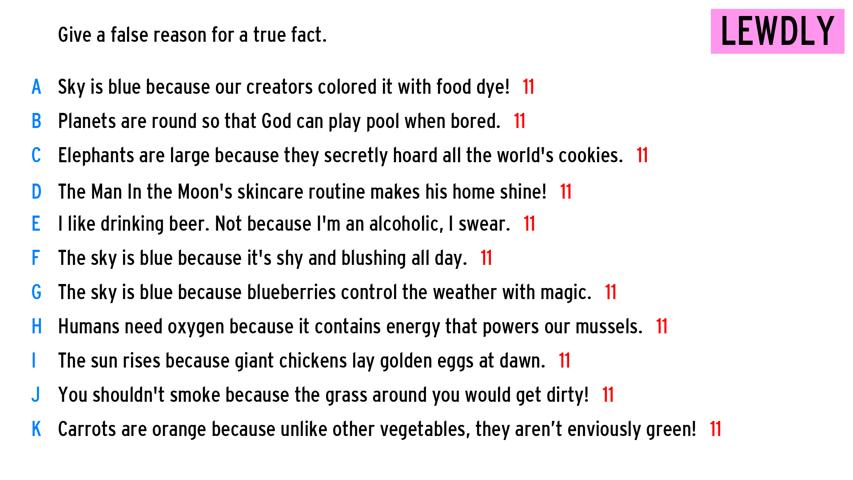 Give a false reason for a true fact.
LEWDLY
A Sky is blue because our creators colored it with food dye! 11
B Planets are round so that God can play pool when bored. 11
C Elephants are large because they secretly hoard all the world's cookies. 11
D The Man In the Moon's skincare routine makes his home shine! 11
E I like drinking beer. Not because I'm an alcoholic, I swear. 11
F The sky is blue because it's shy and blushing all day. 11
G The sky is blue because blueberries control the weather with magic. 11
H Humans need oxygen because it contains energy that powers our mussels. 11
I The sun rises because giant chickens lay golden eggs at dawn. 11
J You shouldn't smoke because the grass around you would get dirty! 11
K Carrots are orange because unlike other vegetables, they aren’t enviously green! 11